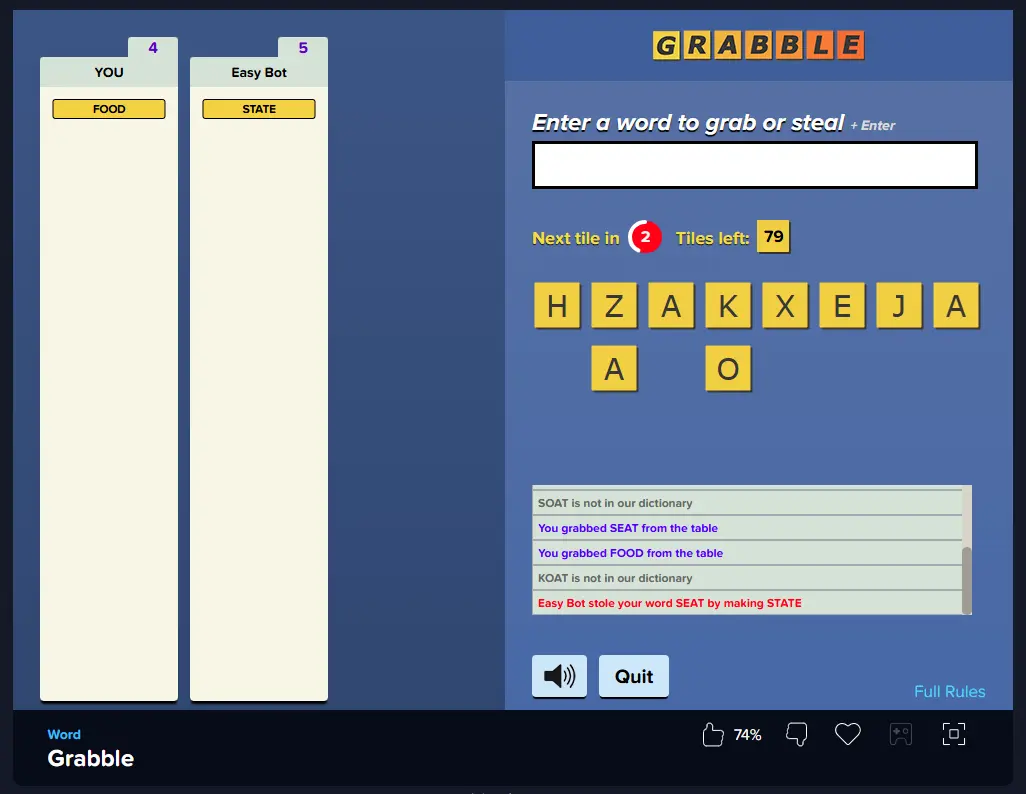 4
YOU
FOOD
5
Easy Bot
STATE
GRABBLE
Enter a word to grab or steal + Enter
Next tile in 2 Tiles left: 79
H Z A K X E J A
A O
SOAT is not in our dictionary
You grabbed SEAT from the table
You grabbed FOOD from the table
KOAT is not in our dictionary
Easy Bot stole your word SEAT by making STATE
Quit
Full Rules
Word
Grabble
74%